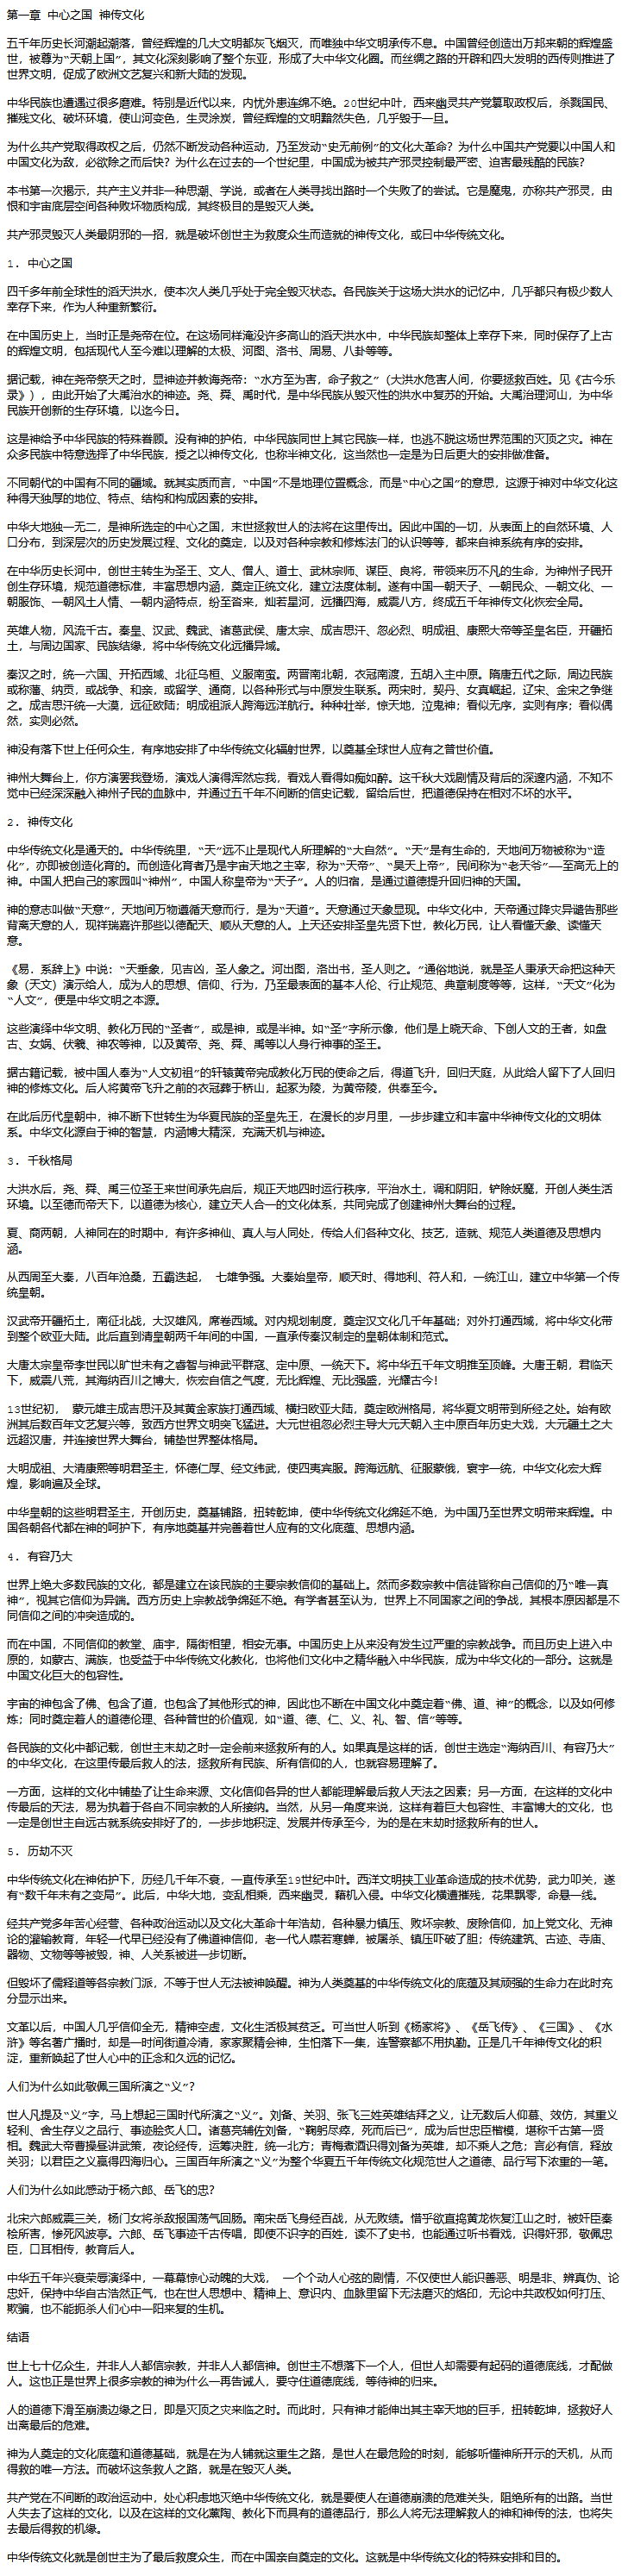 第一章 中心之国 神传文化
五千年历史长河潮起潮落，曾经辉煌的几大文明都灰飞烟灭，而唯独中华文明承传不息。中国曾经创造出万邦来朝的辉煌盛
世，被尊为“天朝上国”，其文化深刻影响了整个东亚，形成了大中华文化圈。而丝绸之路的开辟和四大发明的西传则推进了
世界文明，促成了欧洲文艺复兴和新大陆的发现。
中华民族也遭遇过很多磨难。特别是近代以来，内忧外患连绵不绝。20世纪中叶，西来幽灵共产党篡取政权后，杀戮国民、
摧残文化、破坏环境，使山河变色，生灵涂炭，曾经辉煌的文明黯然失色，几乎毁于一旦。
为什么共产党取得政权之后，仍然不断发动各种运动，乃至发动“史无前例”的文化大革命？为什么中国共产党要以中国人和
中国文化为敌，必欲除之而后快？为什么在过去的一个世纪里，中国成为被共产邪灵控制最严密、迫害最残酷的民族？
本书第一次揭示，共产主义并非一种思潮、学说，或者在人类寻找出路时一个失败了的尝试。它是魔鬼，亦称共产邪灵，由
恨和宇宙底层空间各种败坏物质构成，其终极目的是毁灭人类。
共产邪灵毁灭人类最阴邪的一招，就是破坏创世主为救度众生而造就的神传文化，或曰中华传统文化。
1. 中心之国
四千多年前全球性的滔天洪水，使本次人类几乎处于完全毁灭状态。各民族关于这场大洪水的记忆中，几乎都只有极少数人
幸存下来，作为人种重新繁衍。
在中国历史上，当时正是尧帝在位。在这场同样淹没许多高山的滔天洪水中，中华民族却整体上幸存下来，同时保存了上古
的辉煌文明，包括现代人至今难以理解的太极、河图、洛书、周易、八卦等等。
据记载，神在尧帝祭天之时，显神迹并教诲尧帝：“水方至为害，命子救之”（大洪水危害人间，你要拯救百姓。见《古今乐
录》），由此开始了大禹治水的神迹。尧、舜、禹时代，是中华民族从毁灭性的洪水中复苏的开始。大禹治理河山，为中华
民族开创新的生存环境，以迄今日。
这是神给予中华民族的特殊眷顾。没有神的护佑，中华民族同世上其它民族一样，也逃不脱这场世界范围的灭顶之灾。神在
众多民族中特意选择了中华民族，授之以神传文化，也称半神文化，这当然也一定是为日后更大的安排做准备。
不同朝代的中国有不同的疆域。就其实质而言，“中国”不是地理位置概念，而是“中心之国”的意思，这源于神对中华文化这
种得天独厚的地位、特点、结构和构成因素的安排。
中华大地独一无二，是神所选定的中心之国，末世拯救世人的法将在这里传出。因此中国的一切，从表面上的自然环境、人
口分布，到深层次的历史发展过程、文化的奠定，以及对各种宗教和修炼法门的认识等等，都来自神系统有序的安排。
在中华历史长河中，创世主转生为圣王、文人、僧人、道士、武林宗师、谋臣、良将，带领来历不凡的生命，为神州子民开
创生存环境，规范道德标准，丰富思想内涵，奠定正统文化，建立法度体制。遂有中国一朝天子、一朝民众、一朝文化、一
朝服饰、一朝风土人情、一朝内涵特点，纷至沓来，灿若星河，远播四海，威震八方，终成五千年神传文化恢宏全局。
英雄人物，风流千古。秦皇、汉武、魏武、诸葛武侯、唐太宗、成吉思汗、忽必烈、明成祖、康熙大帝等圣皇名臣，开疆拓
土，与周边国家、民族结缘，将中华传统文化远播异域。
秦汉之时，统一六国、开拓西域、北征乌桓、义服南蛮。两晋南北朝，衣冠南渡，五胡入主中原。隋唐五代之际，周边民族
或称藩、纳贡，或战争、和亲，或留学、通商，以各种形式与中原发生联系。两宋时，契丹、女真崛起，辽宋、金宋之争继
之。成吉思汗统一大漠，远征欧陆；明成祖派人跨海远洋航行。种种壮举，惊天地，泣鬼神；看似无序，实则有序；看似偶
然，实则必然。
神没有落下世上任何众生，有序地安排了中华传统文化辐射世界，以奠基全球世人应有之普世价值。
神州大舞台上，你方演罢我登场，演戏人演得浑然忘我，看戏人看得如痴如醉。这千秋大戏剧情及背后的深邃内涵，不知不
觉中已经深深融入神州子民的血脉中，并通过五千年不间断的信史记载，留给后世，把道德保持在相对不坏的水平。
2. 神传文化
中华传统文化是通天的。中华传统里，“天”远不止是现代人所理解的“大自然”。“天”是有生命的，天地间万物被称为“造
化”，亦即被创造化育的。而创造化育者乃是宇宙天地之主宰，称为“天帝”、“昊天上帝”，民间称为“老天爷”——至高无上的
神。中国人把自己的家园叫“神州”，中国人称皇帝为“天子”。人的归宿，是通过道德提升回归神的天国。
神的意志叫做“天意”，天地间万物遵循天意而行，是为“天道”。天意通过天象显现。中华文化中，天帝通过降灾异谴告那些
背离天意的人，现祥瑞嘉许那些以德配天、顺从天意的人。上天还安排圣皇先贤下世，教化万民，让人看懂天象、读懂天
意。
《易．系辞上》中说：“天垂象，见吉凶，圣人象之。河出图，洛出书，圣人则之。”通俗地说，就是圣人秉承天命把这种天
象（天文）演示给人，成为人的思想、信仰、行为，乃至最表面的基本人伦、行止规范、典章制度等等，这样，“天文”化为
“人文”，便是中华文明之本源。
这些演绎中华文明、教化万民的“圣者”，或是神，或是半神。如“圣”字所示像，他们是上晓天命、下创人文的王者，如盘
古、女娲、伏羲、神农等神，以及黄帝、尧、舜、禹等以人身行神事的圣王。
据古籍记载，被中国人奉为“人文初祖”的轩辕黄帝完成教化万民的使命之后，得道飞升，回归天庭，从此给人留下了人回归
神的修炼文化。后人将黄帝飞升之前的衣冠葬于桥山，起冢为陵，为黄帝陵，供奉至今。
在此后历代皇朝中，神不断下世转生为华夏民族的圣皇先王，在漫长的岁月里，一步步建立和丰富中华神传文化的文明体
系。中华文化源自于神的智慧，内涵博大精深，充满天机与神迹。
3. 千秋格局
大洪水后，尧、舜、禹三位圣王来世间承先启后，规正天地四时运行秩序，平治水土，调和阴阳，铲除妖魔，开创人类生活
环境。以至德而帝天下，以道德为核心，建立天人合一的文化体系，共同完成了创建神州大舞台的过程。
夏、商两朝，人神同在的时期中，有许多神仙、真人与人同处，传给人们各种文化、技艺，造就、规范人类道德及思想内
涵。
从西周至大秦，八百年沧桑，五霸迭起， 七雄争强。大秦始皇帝，顺天时、得地利、符人和，一统江山，建立中华第一个传
统皇朝。
汉武帝开疆拓土，南征北战，大汉雄风，席卷西域。对内规划制度，奠定汉文化几千年基础；对外打通西域，将中华文化带
到整个欧亚大陆。此后直到清皇朝两千年间的中国，一直承传秦汉制定的皇朝体制和范式。
大唐太宗皇帝李世民以旷世未有之睿智与神武平群寇、定中原、一统天下。将中华五千年文明推至顶峰。大唐王朝，君临天
下，威震八荒，其海纳百川之博大，恢宏自信之气度，无比辉煌、无比强盛，光耀古今！
13世纪初， 蒙元雄主成吉思汗及其黄金家族打通西域、横扫欧亚大陆，奠定欧洲格局，将华夏文明带到所经之处。始有欧
洲其后数百年文艺复兴等，致西方世界文明突飞猛进。大元世祖忽必烈主导大元天朝入主中原百年历史大戏，大元疆土之大
远超汉唐，并连接世界大舞台，铺垫世界整体格局。
大明成祖、大清康熙等明君圣主，怀德仁厚、经文纬武，使四夷宾服。跨海远航、征服蒙俄，寰宇一统，中华文化宏大辉
煌，影响遍及全球。
中华皇朝的这些明君圣主，开创历史，奠基铺路，扭转乾坤，使中华传统文化绵延不绝，为中国乃至世界文明带来辉煌。中
国各朝各代都在神的呵护下，有序地奠基并完善着世人应有的文化底蕴、思想内涵。
4. 有容乃大
世界上绝大多数民族的文化，都是建立在该民族的主要宗教信仰的基础上。然而多数宗教中信徒皆称自己信仰的乃“唯一真
神”，视其它信仰为异端。西方历史上宗教战争绵延不绝。有学者甚至认为，世界上不同国家之间的争战，其根本原因都是不
同信仰之间的冲突造成的。
而在中国，不同信仰的教堂、庙宇，隔街相望，相安无事。中国历史上从来没有发生过严重的宗教战争。而且历史上进入中
原的，如蒙古、满族，也受益于中华传统文化教化，也将他们文化中之精华融入中华民族，成为中华文化的一部分。这就是
中国文化巨大的包容性。
宇宙的神包含了佛、包含了道，也包含了其他形式的神，因此也不断在中国文化中奠定着“佛、道、神”的概念，以及如何修
炼；同时奠定着人的道德伦理、各种普世的价值观，如“道、德、仁、义、礼、智、信”等等。
各民族的文化中都记载，创世主末劫之时一定会前来拯救所有的人。如果真是这样的话，创世主选定“海纳百川、有容乃大”
的中华文化，在这里传最后救人的法，拯救所有民族、所有信仰的人，也就容易理解了。
一方面，这样的文化中铺垫了让生命来源、文化信仰各异的世人都能理解最后救人天法之因素；另一方面，在这样的文化中
传最后的天法，易为执着于各自不同宗教的人所接纳。当然，从另一角度来说，这样有着巨大包容性、丰富博大的文化，也
一定是创世主自远古就系统安排好了的，一步步地积淀、发展并传承至今，为的是在末劫时拯救所有的世人。
5. 历劫不灭
中华传统文化在神佑护下，历经几千年不衰，一直传承至19世纪中叶。西洋文明挟工业革命造成的技术优势，武力叩关，遂
有“数千年未有之变局”。此后，中华大地，变乱相乘，西来幽灵，藉机入侵。中华文化横遭摧残，花果飘零，命悬一线。
经共产党多年苦心经营、各种政治运动以及文化大革命十年浩劫，各种暴力镇压、败坏宗教、废除信仰，加上党文化、无神
论的灌输教育，年轻一代早已经没有了佛道神信仰，老一代人噤若寒蝉，被屠杀、镇压吓破了胆；传统建筑、古迹、寺庙、
器物、文物等等被毁，神、人关系被进一步切断。
但毁坏了儒释道等各宗教门派，不等于世人无法被神唤醒。神为人类奠基的中华传统文化的底蕴及其顽强的生命力在此时充
分显示出来。
文革以后，中国人几乎信仰全无，精神空虚，文化生活极其贫乏。可当世人听到《杨家将》、《岳飞传》、《三国》、《水
浒》等名著广播时，却是一时间街道冷清，家家聚精会神，生怕落下一集，连警察都不用执勤。正是几千年神传文化的积
淀，重新唤起了世人心中的正念和久远的记忆。
人们为什么如此敬佩三国所演之“义”？
世人凡提及“义”字，马上想起三国时代所演之“义”。刘备、关羽、张飞三姓英雄结拜之义，让无数后人仰慕、效仿，其重义
轻利、舍生存义之品行、事迹脍炙人口。诸葛亮辅佐刘备，“鞠躬尽瘁，死而后已”，成为后世忠臣楷模，堪称千古第一贤
相。魏武大帝曹操昼讲武策，夜论经传，运筹决胜，统一北方；青梅煮酒识得刘备为英雄，却不乘人之危；言必有信，释放
关羽；以君臣之义赢得四海归心。三国百年所演之“义”为整个华夏五千年传统文化规范世人之道德、品行写下浓重的一笔。
人们为什么如此感动于杨六郎、岳飞的忠？
北宋六郎威震三关，杨门女将杀敌报国荡气回肠。南宋岳飞身经百战，从无败绩。惜乎欲直捣黄龙恢复江山之时，被奸臣秦
桧所害，惨死风波亭。六郎、岳飞事迹千古传唱，即使不识字的百姓，读不了史书，也能通过听书看戏，识得奸邪，敬佩忠
臣，口耳相传，教育后人。
中华五千年兴衰荣辱演绎中，一幕幕惊心动魄的大戏， 一个个动人心弦的剧情，不仅使世人能识善恶、明是非、辨真伪、论
忠奸，保持中华自古浩然正气，也在世人思想中、精神上、意识内、血脉里留下无法磨灭的烙印，无论中共政权如何打压、
欺骗，也不能扼杀人们心中一阳来复的生机。
结语
世上七十亿众生，并非人人都信宗教，并非人人都信神。创世主不想落下一个人，但世人却需要有起码的道德底线，才配做
人。这也正是世界上很多宗教的神为什么一再告诫人，要守住道德底线，等待神的归来。
人的道德下滑至崩溃边缘之日，即是灭顶之灾来临之时。而此时，只有神才能伸出其主宰天地的巨手，扭转乾坤，拯救好人
出离最后的危难。
神为人奠定的文化底蕴和道德基础，就是在为人铺就这重生之路，是世人在最危险的时刻，能够听懂神所开示的天机，从而
得救的唯一方法。而破坏这条救人之路，就是在毁灭人类。
共产党在不间断的政治运动中，处心积虑地灭绝中华传统文化，就是要使人在道德崩溃的危难关头，阻绝所有的出路。当世
人失去了这样的文化，以及在这样的文化薰陶、教化下而具有的道德品行，那么人将无法理解救人的神和神传的法，也将失
去最后得救的机缘。
中华传统文化就是创世主为了最后救度众生，而在中国亲自奠定的文化。这就是中华传统文化的特殊安排和目的。